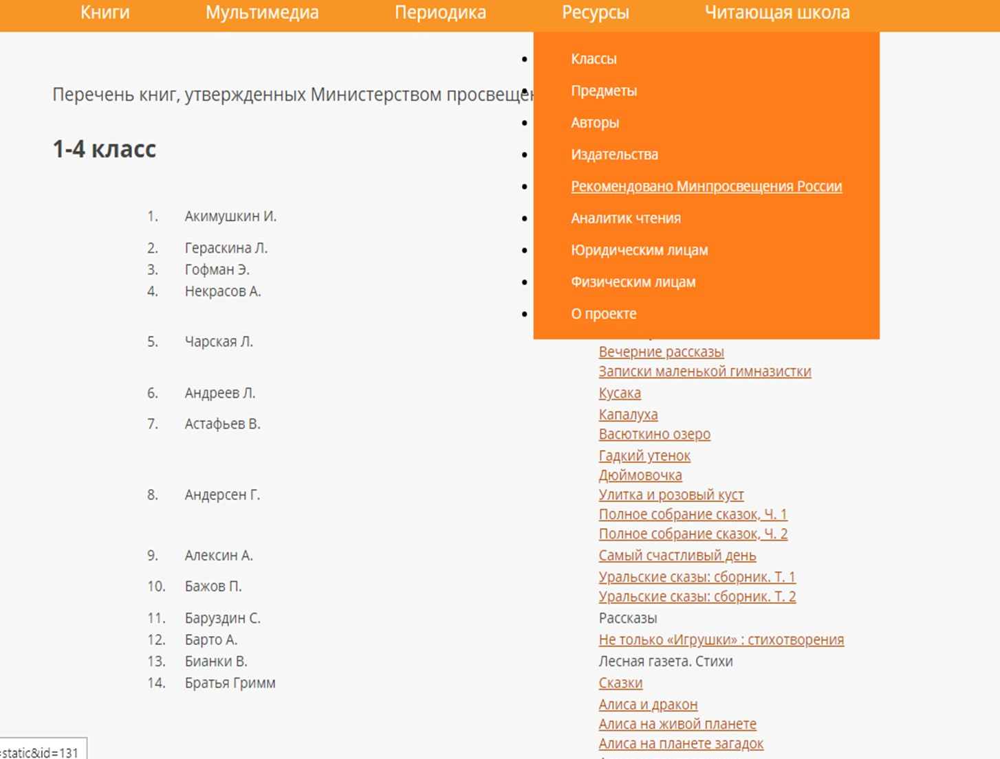 Книги Мультимедиа Периодика Ресурсы Читающая школа
Классы
Предметы
Авторы
Издательства
Рекомендовано Минпросвещения России
Аналитик чтения
Юридическим лицам
Физическим лицам
О проекте
Перечень книг, утвержденных Министерством
1-4 класс
1. Акимушкин И.
2. Гераскина Л.
3. Гофман Э.
4. Некрасов А.
5. Чарская Л.
Вечерние рассказы
Записки маленькой гимназистки
6. Андреев Л. Кусака
7. Астафьев В.
Капалуха
Васюткино озеро
8. Андерсен Г.
Гадкий утенок
Дюймовочка
Улитка и розовый куст
Полное собрание сказок, Ч. 1
Полное собрание сказок, Ч. 2
9. Алексин А. Самый счастливый день
10. Бажов П.
Уральские сказы: сборник. Т. 1
Уральские сказы: сборник. Т. 2
11. Баруздин С. Рассказы
12. Барто А. Не только «Игрушки» : стихотворения
13. Бианки В. Лесная газета. Стихи
14. Братья Гримм Сказки
Алиса и дракон
Алиса на живой планете
Алиса на планете загадок
=static&id=131